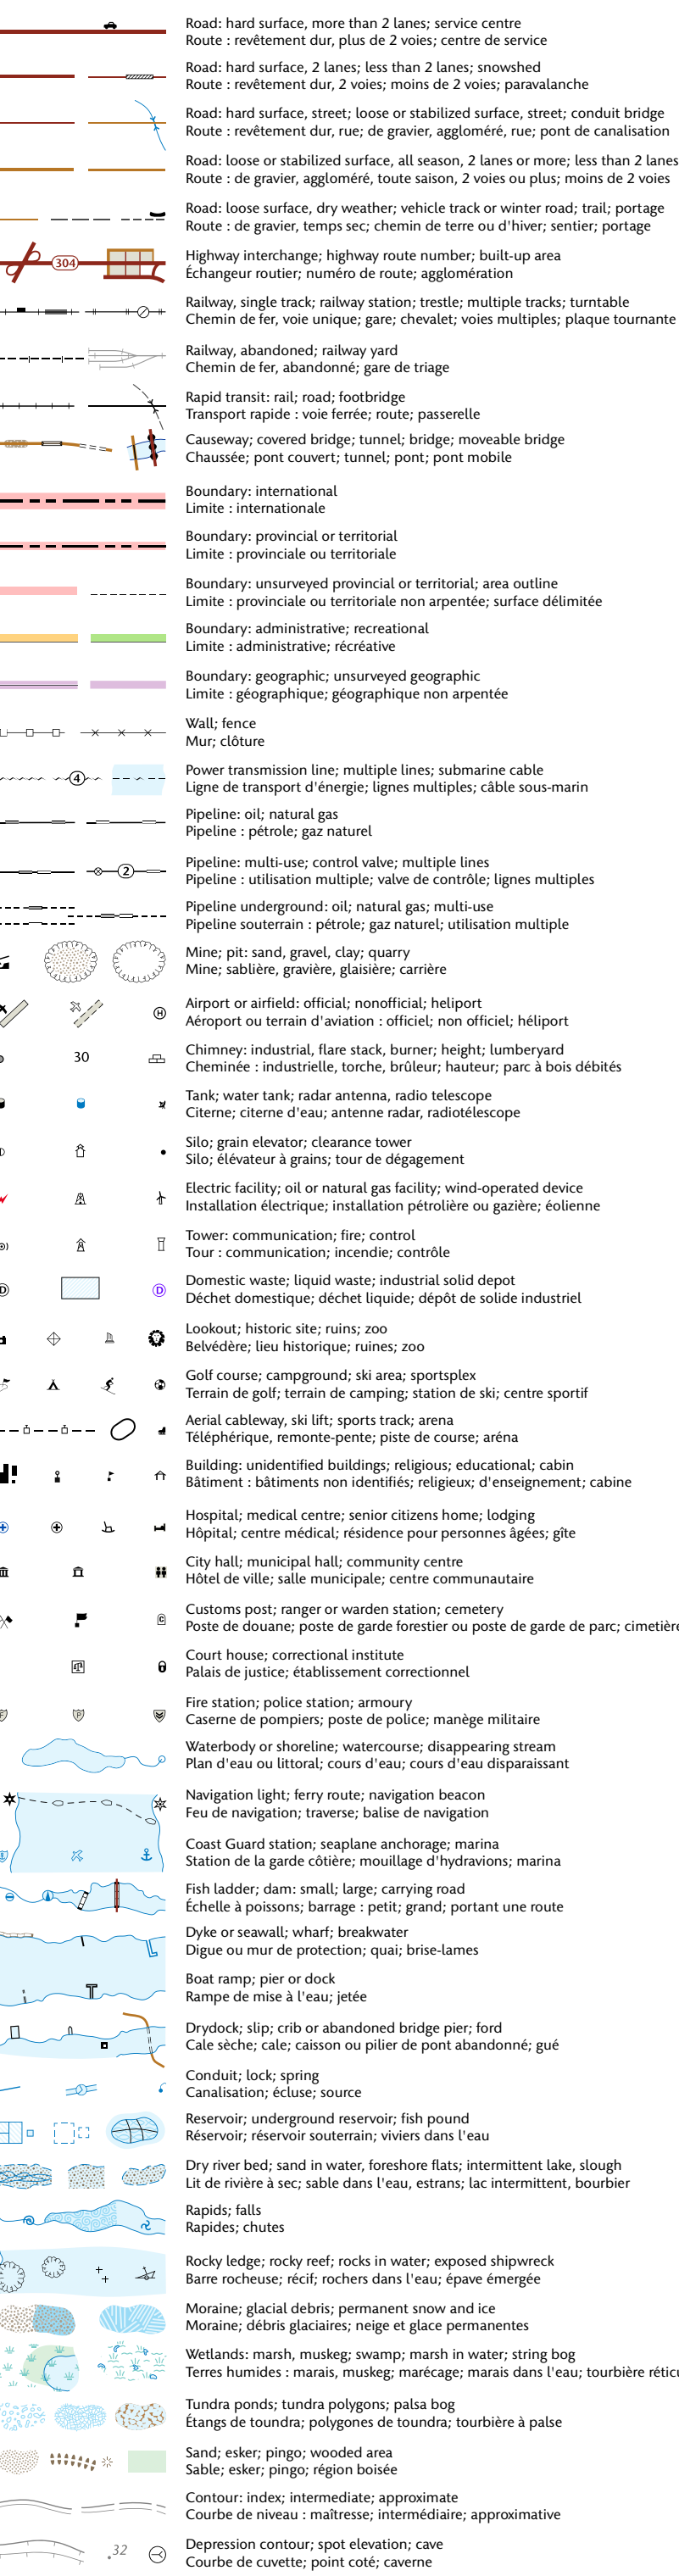 Road: hard surface, more than 2 lanes; service centre
Route : revêtement dur, plus de 2 voies; centre de service
Road: hard surface, 2 lanes; less than 2 lanes; snowshed
Route : revêtement dur, 2 voies; moins de 2 voies; paravalanche
Road: hard surface, street; loose or stabilized surface, street; conduit bridge
Route : revêtement dur, rue; de gravier, aggloméré, rue; pont de canalisation
Road: loose or stabilized surface, all season, 2 lanes or more; less than 2 lanes
Route : de gravier, aggloméré, toute saison, 2 voies ou plus; moins de 2 voies
Road: loose surface, dry weather; vehicle track or winter road; trail; portage
Route : de gravier, temps sec; chemin de terre ou d'hiver; sentier; portage
304
Highway interchange; highway route number; built-up area
Échangeur routier; numéro de route; agglomération
Railway, single track; railway station; trestle; multiple tracks; turntable
Chemin de fer, voie unique; gare; chevalet; voies multiples; plaque tournante
Railway, abandoned; railway yard
Chemin de fer, abandonné; gare de triage
Rapid transit: rail; road; footbridge
Transport rapide : voie ferrée; route; passerelle
Causeway; covered bridge; tunnel; bridge; moveable bridge
Chaussée; pont couvert; tunnel; pont; pont mobile
Boundary: international
Limite : internationale
Boundary: provincial or territorial
Limite : provinciale ou territoriale
Boundary: unsurveyed provincial or territorial; area outline
Limite : provinciale ou territoriale non arpentée; surface délimitée
Boundary: administrative; recreational
Limite : administrative; récréative
Boundary: geographic; unsurveyed geographic
Limite : géographique; géographique non arpentée
Wall; fence
Mur; clôture
4
Power transmission line; multiple lines; submarine cable
Ligne de transport d'énergie; lignes multiples; câble sous-marin
Pipeline: oil; natural gas
Pipeline : pétrole; gaz naturel
2
Pipeline: multi-use; control valve; multiple lines
Pipeline : utilisation multiple; valve de contrôle; lignes multiples
Pipeline underground: oil; natural gas; multi-use
Pipeline souterrain : pétrole; gaz naturel; utilisation multiple
Mine; pit: sand, gravel, clay; quarry
Mine; sablière, gravière, glaisière; carrière
H
Airport or airfield: official; nonofficial; heliport
Aéroport ou terrain d'aviation : officiel; non officiel; héliport
30
Chimney: industrial, flare stack, burner; height; lumberyard
Cheminée : industrielle, torche, brûleur; hauteur; parc à bois débités
Tank; water tank; radar antenna, radio telescope
Citerne; citerne d'eau; antenne radar, radiotélescope
Silo; grain elevator; clearance tower
Silo; élévateur à grains; tour de dégagement
Electric facility; oil or natural gas facility; wind-operated device
Installation électrique; installation pétrolière ou gazière; éolienne
Tower: communication; fire; control
Tour : communication; incendie; contrôle
D D
Domestic waste; liquid waste; industrial solid depot
Déchet domestique; déchet liquide; dépôt de solide industriel
Lookout; historic site; ruins; zoo
Belvédère; lieu historique; ruines; zoo
Golf course; campground; ski area; sportsplex
Terrain de golf; terrain de camping; station de ski; centre sportif
Aerial cableway, ski lift; sports track; arena
Téléphérique, remonte-pente; piste de course; aréna
Building: unidentified buildings; religious; educational; cabin
Bâtiment : bâtiments non identifiés; religieux; d'enseignement; cabine
Hospital; medical centre; senior citizens home; lodging
Hôpital; centre médical; résidence pour personnes âgées; gîte
City hall; municipal hall; community centre
Hôtel de ville; salle municipale; centre communautaire
C
Customs post; ranger or warden station; cemetery
Poste de douane; poste de garde forestier ou poste de garde de parc; cimetière
Court house; correctional institute
Palais de justice; établissement correctionnel
F P
Fire station; police station; armoury
Caserne de pompiers; poste de police; manège militaire
Waterbody or shoreline; watercourse; disappearing stream
Plan d'eau ou littoral; cours d'eau; cours d'eau disparaissant
Navigation light; ferry route; navigation beacon
Feu de navigation; traverse; balise de navigation
Coast Guard station; seaplane anchorage; marina
Station de la garde côtière; mouillage d'hydravions; marina
Fish ladder; dam: small; large; carrying road
Échelle à poissons; barrage : petit; grand; portant une route
Dyke or seawall; wharf; breakwater
Digue ou mur de protection; quai; brise-lames
Boat ramp; pier or dock
Rampe de mise à l'eau; jetée
Drydock; slip; crib or abandoned bridge pier; ford
Cale sèche; cale; caisson ou pilier de pont abandonné; gué
Conduit; lock; spring
Canalisation; écluse; source
Reservoir; underground reservoir; fish pound
Réservoir; réservoir souterrain; viviers dans l'eau
Dry river bed; sand in water, foreshore flats; intermittent lake, slough
Lit de rivière à sec; sable dans l'eau, estrans; lac intermittent, bourbier
Rapids; falls
Rapides; chutes
Rocky ledge; rocky reef; rocks in water; exposed shipwreck
Barre rocheuse; récif; rochers dans l'eau; épave émergée
Moraine; glacial debris; permanent snow and ice
Moraine; débris glaciaires; neige et glace permanentes
Wetlands: marsh, muskeg; swamp; marsh in water; string bog
Terres humides : marais, muskeg; marécage; marais dans l'eau; tourbière réticu
Tundra ponds; tundra polygons; palsa bog
Étangs de toundra; polygones de toundra; tourbière à palse
Sand; esker; pingo; wooded area
Sable; esker; pingo; région boisée
Contour: index; intermediate; approximate
Courbe de niveau : maîtresse; intermédiaire; approximative
.32
Depression contour; spot elevation; cave
Courbe de cuvette; point coté; caverne